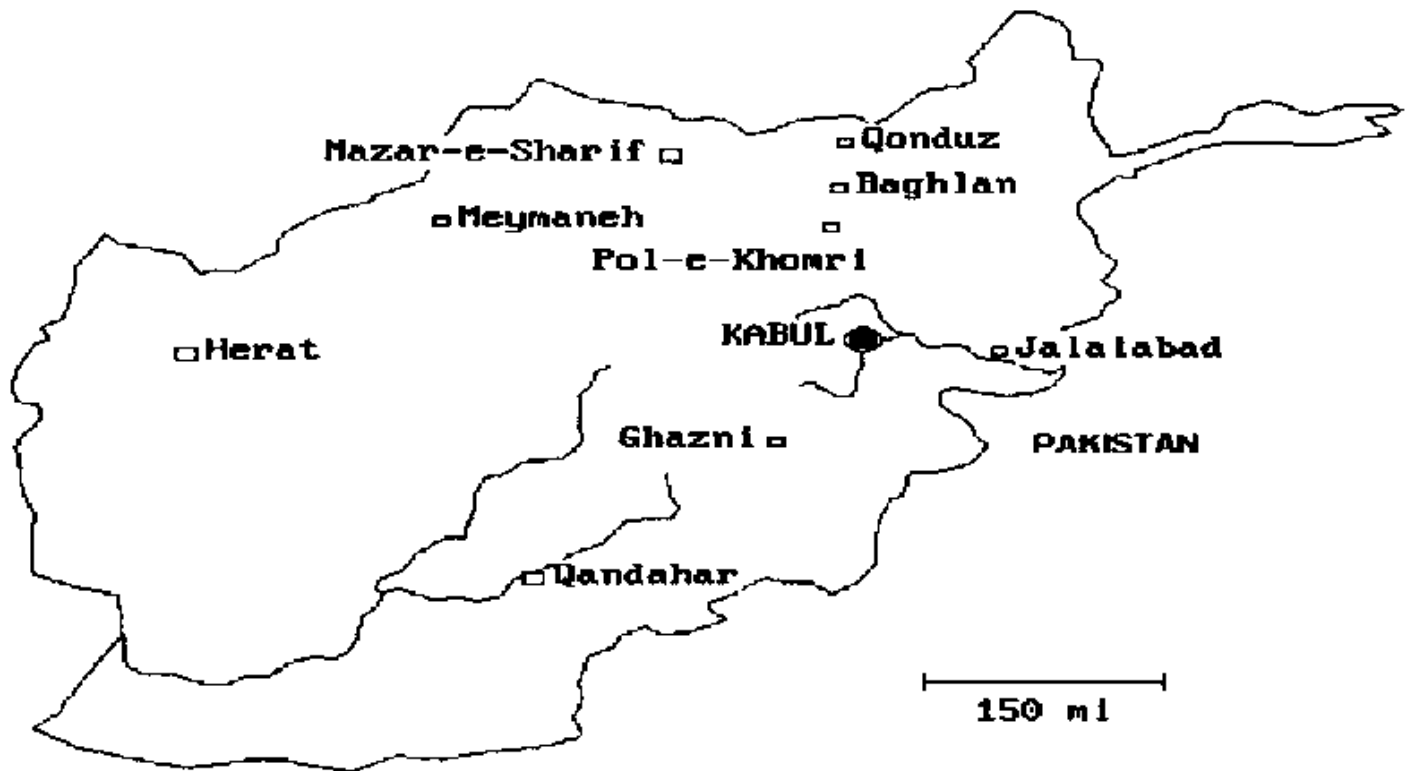 Qonduz
Mazar-e-Sharif
Baghlan
Meymaneh
Pol-e-Khomri
KABUL
Herat
Jalalabad
Ghazni
PAKISTAN
Qandahar
150 mi